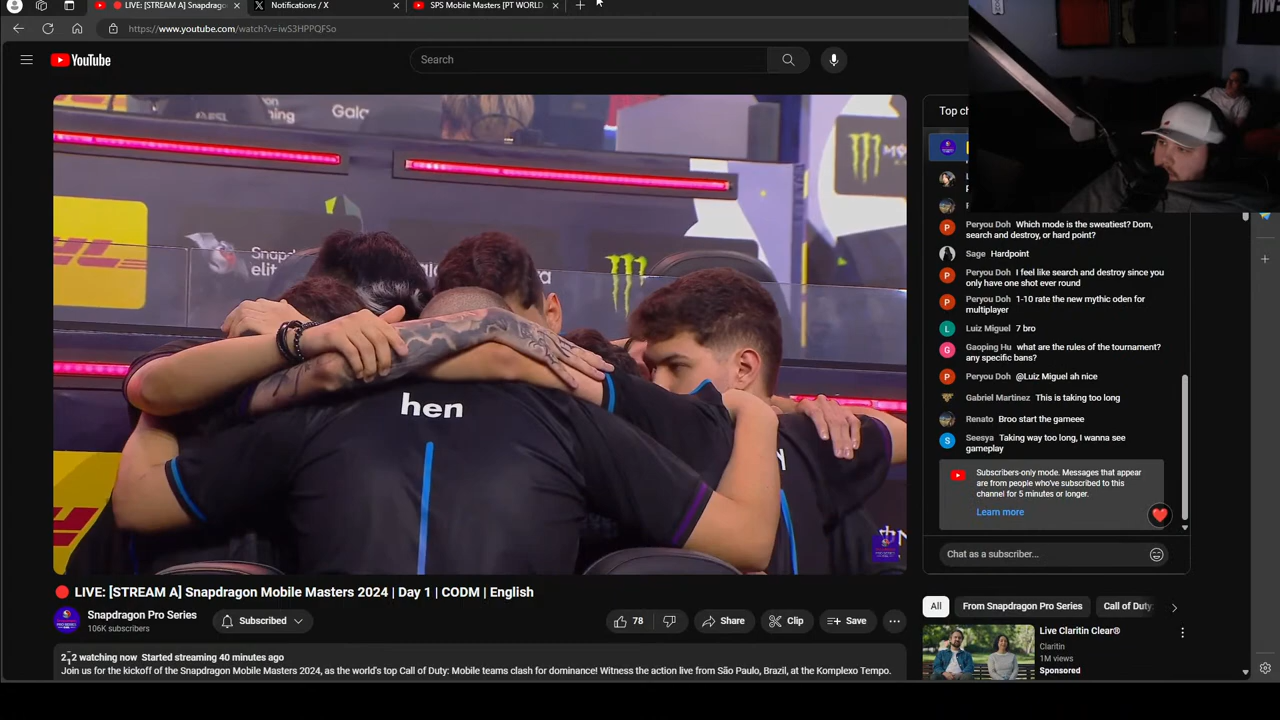 LIVE: [STREAM A] Snapdrago
Notifications / X
SPS Mobile Masters [PT WORLD
https://www.youtube.com/watch?v=iwS3HPPQFSo
YouTube
Search
Top ch
DHL
Snapd
elit
hen
Peryou Doh Which mode is the sweatiest? Dom,
search and destroy, or hard point?
Sage Hardpoint
Peryou Doh I feel like search and destroy since you
only have one shot ever round
Peryou Doh 1-10 rate the new mythic oden for
multiplayer
Luiz Miguel 7 bro
Gaoping Hu what are the rules of the tournament?
any specific bans?
Peryou Doh @Luiz Miguel ah nice
Gabriel Martinez This is taking too long
Renato Broo start the gameee
Seesya Taking way too long, I wanna see
gameplay
Subscribers-only mode. Messages that appear
are from people who've subscribed to this
channel for 5 minutes or longer.
Learn more
Chat as a subscriber...
LIVE: [STREAM A] Snapdragon Mobile Masters 2024 | Day 1 | CODM | English
Snapdragon Pro Series
106K subscribers
Subscribed
78
Share
Clip
Save
watching now Started streaming 40 minutes ago
Join us for the kickoff of the Snapdragon Mobile Masters 2024, as the world's top Call of Duty: Mobile teams clash for dominance! Witness the action live from São Paulo, Brazil, at the Komplexo Tempo.
All
From Snapdragon Pro Series
Call of Duty:
Live Claritin Clear®
Claritin
1M views
Sponsored